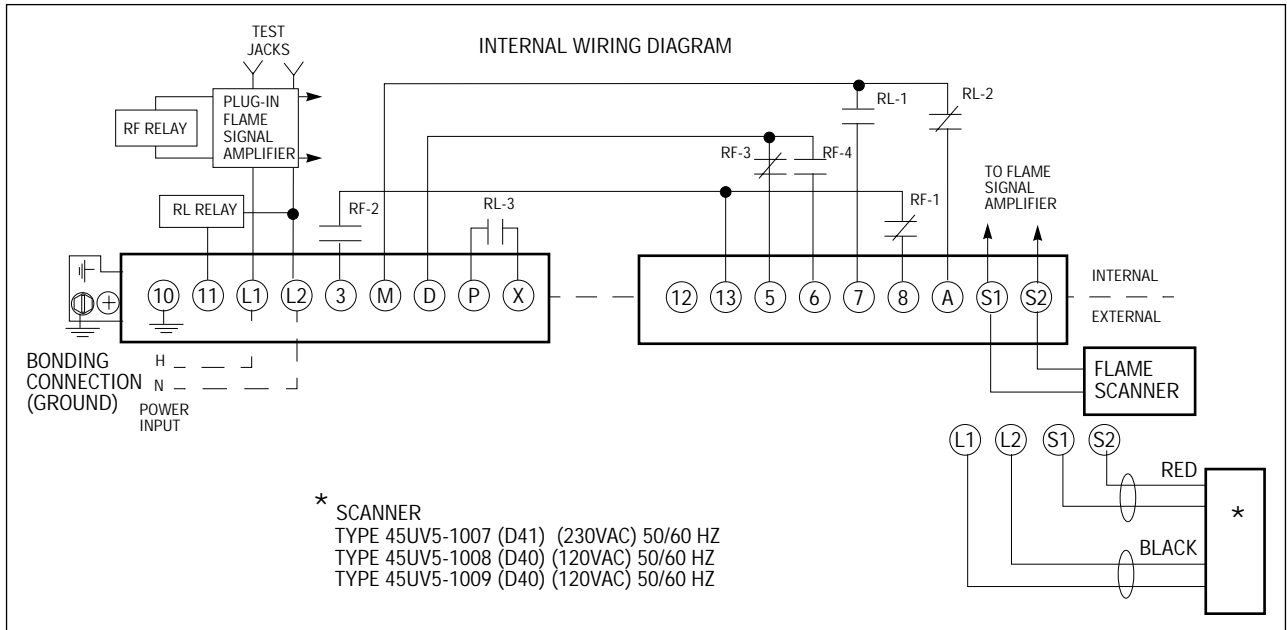 TEST
JACKS
INTERNAL WIRING DIAGRAM
PLUG-IN
FLAME
SIGNAL
AMPLIFIER
RF RELAY
RL RELAY
RL-1
RL-2
RF-3
RF-4
RF-2
RL-3
RF-1
TO FLAME
SIGNAL
AMPLIFIER
10 11 L1 L2 3 M D P X
12 13 5 6 7 8 A S1 S2
INTERNAL
EXTERNAL
BONDING
CONNECTION
(GROUND)
H
N
POWER
INPUT
FLAME
SCANNER
L1 L2 S1 S2
RED
BLACK
*
* SCANNER
TYPE 45UV5-1007 (D41) (230VAC) 50/60 HZ
TYPE 45UV5-1008 (D40) (120VAC) 50/60 HZ
TYPE 45UV5-1009 (D40) (120VAC) 50/60 HZ